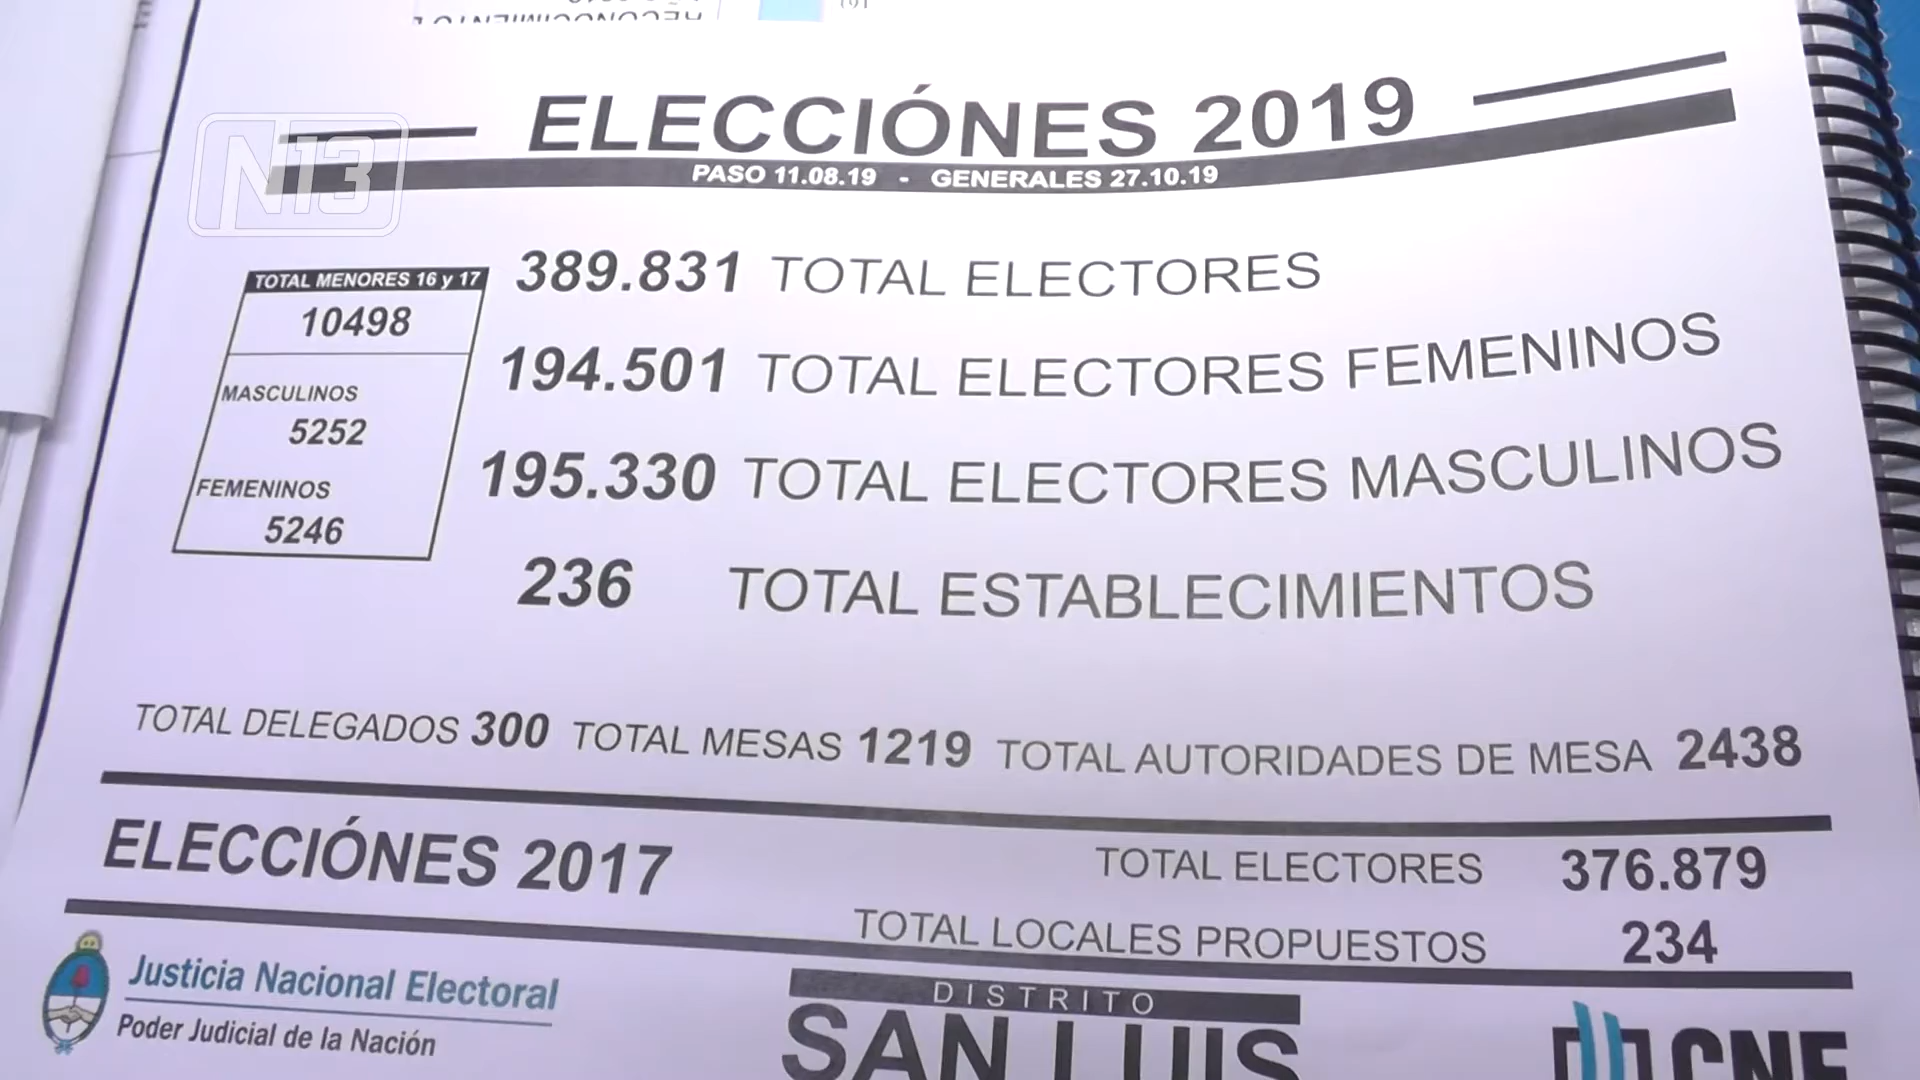 ELECCIÓNES 2019
PASO 11.08.19 - GENERALES 27.10.19
N13
TOTAL MENORES 16 y 17
10498
MASCULINOS
5252
FEMENINOS
5246
389.831 TOTAL ELECTORES
194.501 TOTAL ELECTORES FEMENINOS
195.330 TOTAL ELECTORES MASCULINOS
236 TOTAL ESTABLECIMIENTOS
TOTAL DELEGADOS 300 TOTAL MESAS 1219 TOTAL AUTORIDADES DE MESA 2438
ELECCIÓNES 2017
TOTAL ELECTORES 376.879
TOTAL LOCALES PROPUESTOS 234
Justicia Nacional Electoral
Poder Judicial de la Nación
DISTRITO
SAN LUIS
CNE